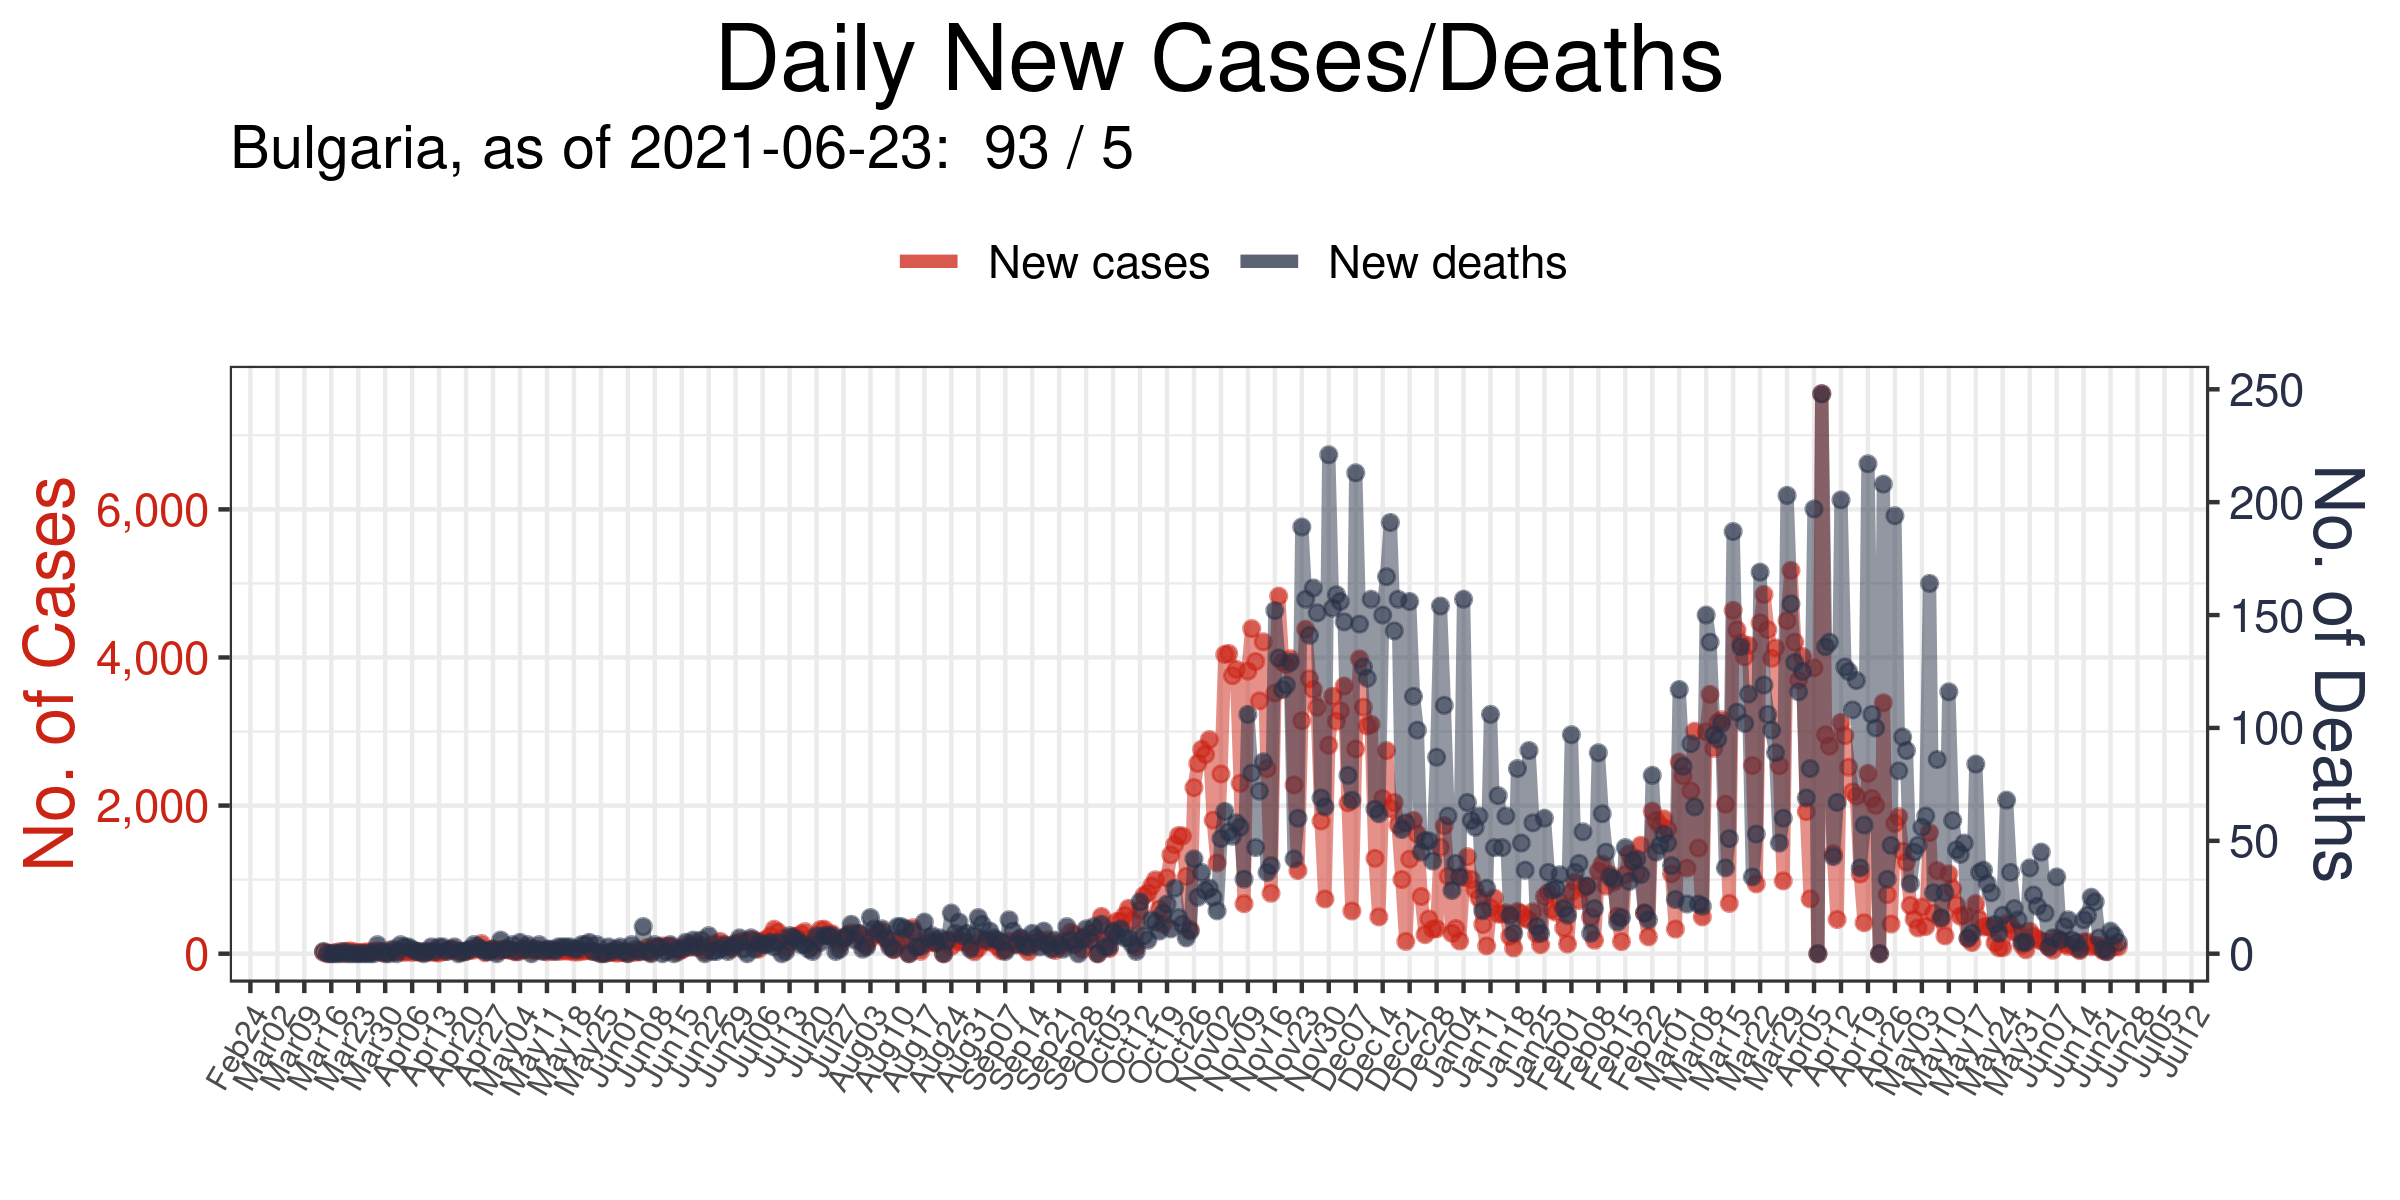 Daily New Cases/Deaths
Bulgaria, as of 2021-06-23:  93 / 5
New cases
New deaths
No. of Cases
6,000
4,000
2,000
0
250
200
150
100
50
0
No. of Deaths
Feb24
Mar02
Mar09
Mar16
Mar23
Mar30
Apr06
Apr13
Apr20
Apr27
May04
May11
May18
May25
Jun01
Jun08
Jun15
Jun22
Jun29
Jul06
Jul13
Jul20
Jul27
Aug03
Aug10
Aug17
Aug24
Aug31
Sep07
Sep14
Sep21
Sep28
Oct05
Oct12
Oct19
Oct26
Nov02
Nov09
Nov16
Nov23
Nov30
Dec07
Dec14
Dec21
Dec28
Jan04
Jan11
Jan18
Jan25
Feb01
Feb08
Feb15
Feb22
Mar01
Mar08
Mar15
Mar22
Mar29
Apr05
Apr12
Apr19
Apr26
May03
May10
May17
May24
May31
Jun07
Jun14
Jun21
Jun28
Jul05
Jul12